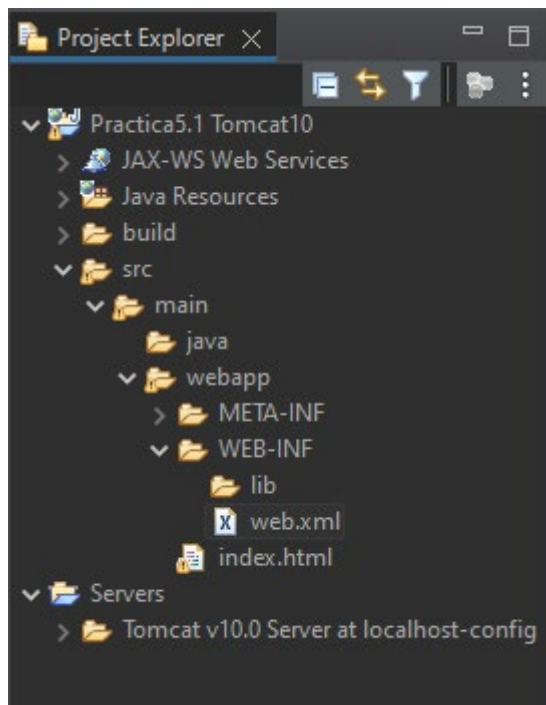 Project Explorer
Practica5.1 Tomcat10
JAX-WS Web Services
Java Resources
build
src
main
java
webapp
META-INF
WEB-INF
lib
web.xml
index.html
Servers
Tomcat v10.0 Server at localhost-config